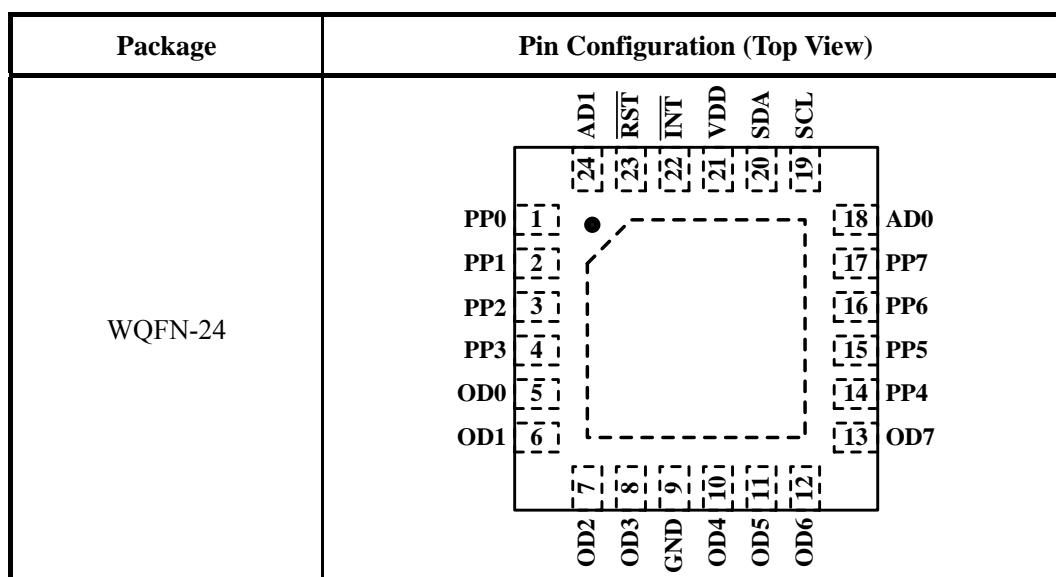 Package
Pin Configuration (Top View)
AD1 R̅S̅T̅ I̅N̅T̅ VDD SDA SCL
24 23 22 21 20 19
PP0 1 18 AD0
PP1 2 17 PP7
PP2 3 16 PP6
WQFN-24
PP3 4 15 PP5
OD0 5 14 PP4
OD1 6 13 OD7
7 8 9 10 11 12
OD2 OD3 GND OD4 OD5 OD6